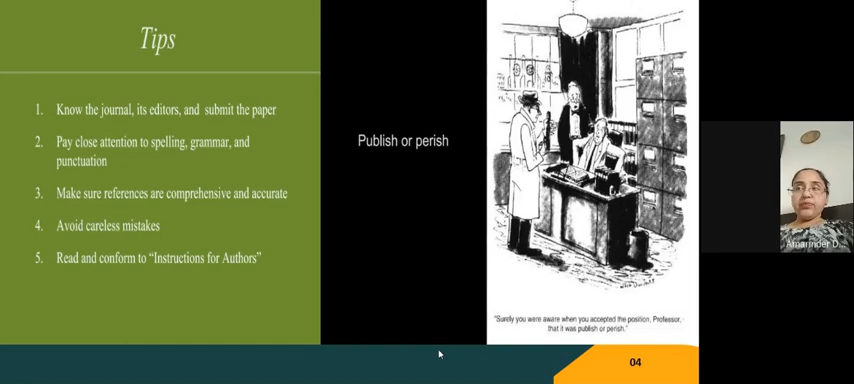 Tips
1. Know the journal, its editors, and submit the paper
2. Pay close attention to spelling, grammar, and
punctuation
3. Make sure references are comprehensive and accurate
4. Avoid careless mistakes
5. Read and conform to “Instructions for Authors”
Publish or perish
"Surely you were aware when you accepted the position, Professor,
that it was publish or perish."
Amarinder D...
04